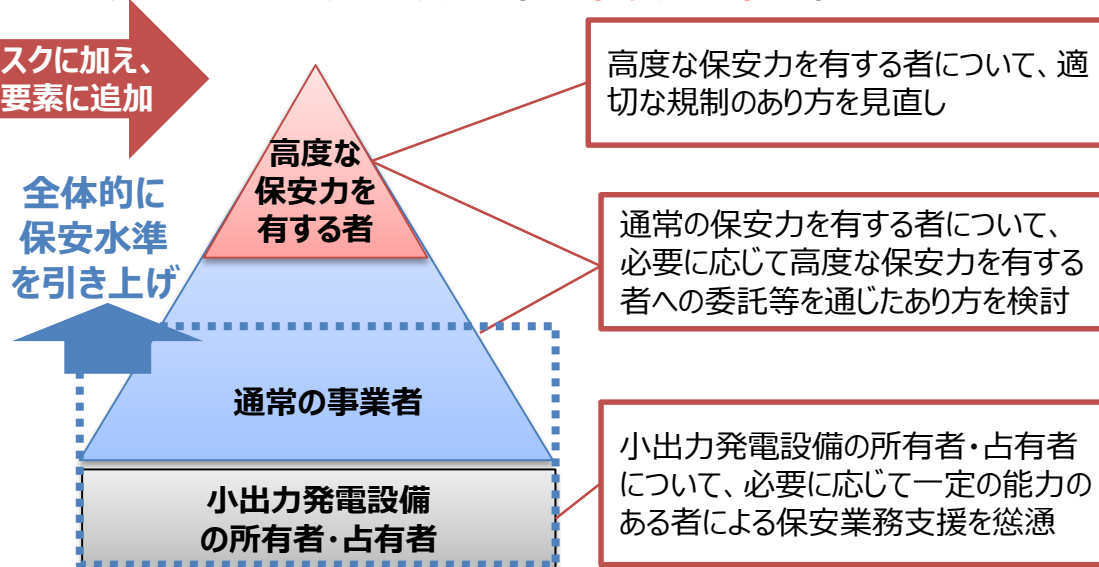 スクに加え、
要素に追加
全体的に
保安水準
を引き上げ
高度な
保安力を
有する者
通常の事業者
小出力発電設備
の所有者・占有者
高度な保安力を有する者について、適
切な規制のあり方を見直し
通常の保安力を有する者について、
必要に応じて高度な保安力を有する
者への委託等を通じたあり方を検討
小出力発電設備の所有者・占有者
について、必要に応じて一定の能力の
ある者による保安業務支援を慫慂